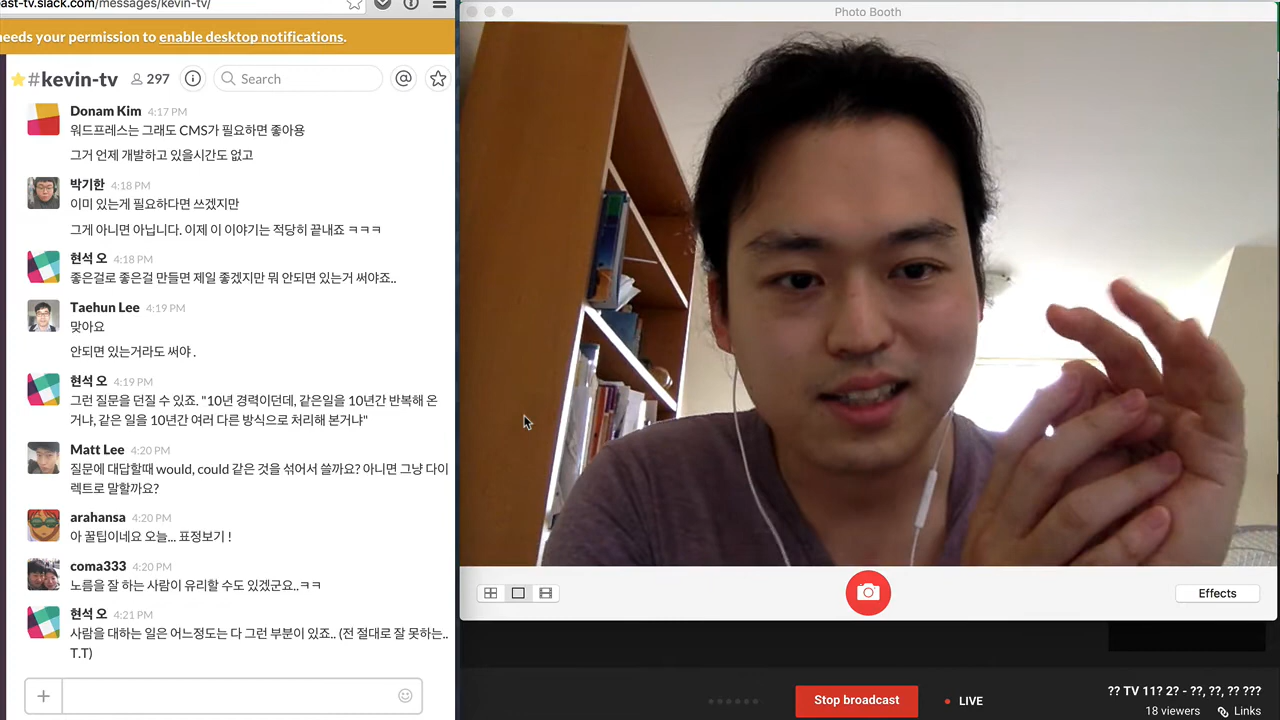 ast-tv.slack.com/messages/kevin-tv/
eeds your permission to enable desktop notifications.
#kevin-tv
297
Search
Donam Kim 4:17 PM
워드프레스는 그래도 CMS가 필요하면 좋아용
그거 언제 개발하고 있을시간도 없고
박기한 4:18 PM
이미 있는게 필요하다면 쓰겠지만
그게 아니면 아닙니다. 이제 이 이야기는 적당히 끝내죠 ㅋㅋㅋ
현석 오 4:18 PM
좋은걸로 좋은걸 만들면 제일 좋겠지만 뭐 안되면 있는거 써야죠..
Taehun Lee 4:19 PM
맞아요
안되면 있는거라도 써야 .
현석 오 4:19 PM
그런 질문을 던질 수 있죠. "10년 경력이던데, 같은일을 10년간 반복해 온
거냐, 같은 일을 10년간 여러 다른 방식으로 처리해 본거냐"
Matt Lee 4:20 PM
질문에 대답할때 would, could 같은 것을 섞어서 쓸까요? 아니면 그냥 다이
렉트로 말할까요?
arahansa 4:20 PM
아 꿀팁이네요 오늘... 표정보기 !
coma333 4:20 PM
노름을 잘 하는 사람이 유리할 수도 있겠군요..ㅋㅋ
현석 오 4:21 PM
사람을 대하는 일은 어느정도는 다 그런 부분이 있죠.. (전 절대로 잘 못하는..
T.T)
Photo Booth
Effects
Stop broadcast
LIVE
?? TV 11? 2? - ??, ??, ?? ???
18 viewers
Links